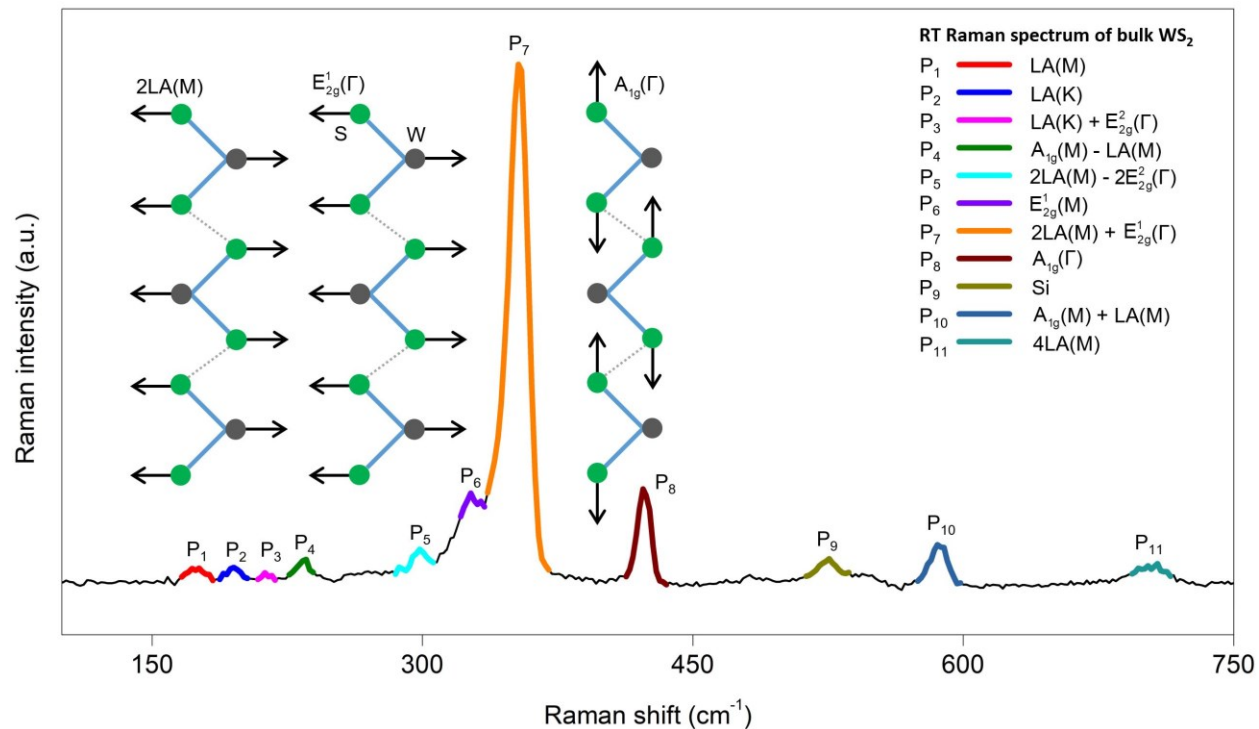 RT Raman spectrum of bulk WS₂
P₁ LA(M)
P₂ LA(K)
P₃ LA(K) + E²₂g(Γ)
P₄ A₁g(M) - LA(M)
P₅ 2LA(M) - 2E²₂g(Γ)
P₆ E¹₂g(M)
P₇ 2LA(M) + E¹₂g(Γ)
P₈ A₁g(Γ)
P₉ Si
P₁₀ A₁g(M) + LA(M)
P₁₁ 4LA(M)
P₇
2LA(M)
E¹₂g(Γ)
A₁g(Γ)
S
W
P₁
P₂
P₃
P₄
P₅
P₆
P₈
P₉
P₁₀
P₁₁
Raman intensity (a.u.)
150
300
450
600
750
Raman shift (cm⁻¹)